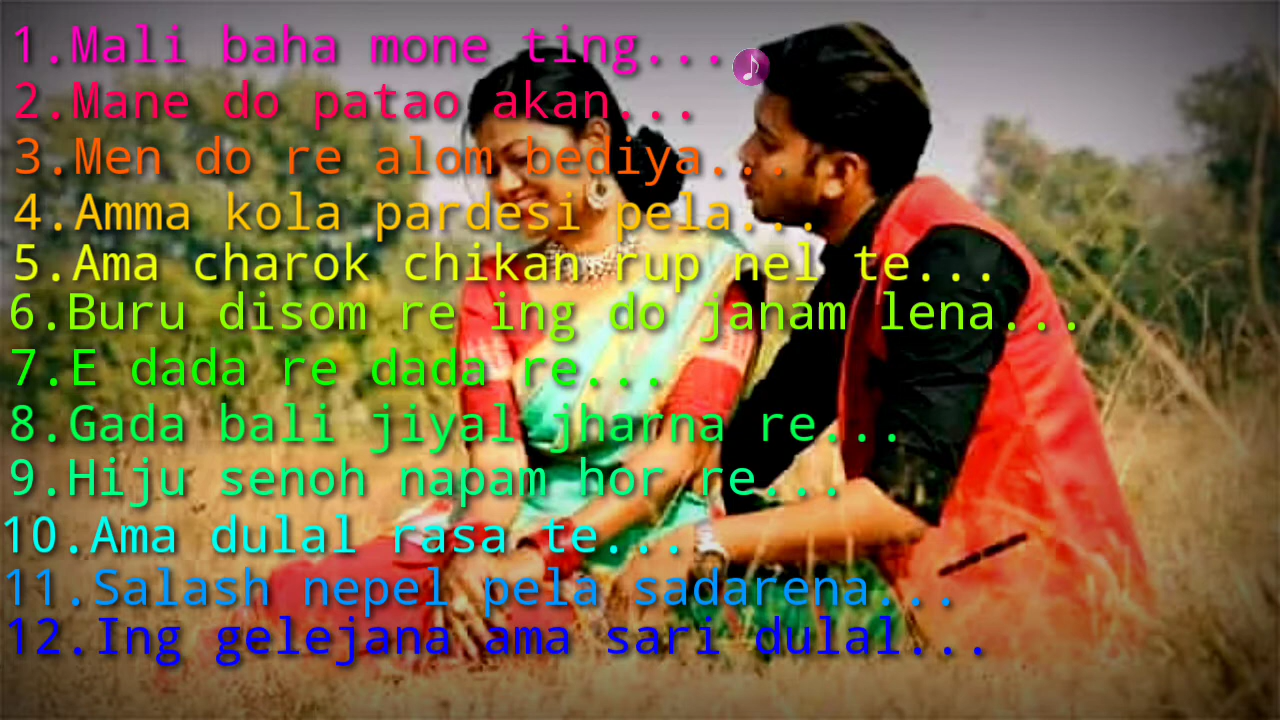 1.Mali baha mone ting...
2.Mane do patao akan...
3.Men do re alom bediya...
4.Amma kola pardesi pela...
5.Ama charok chikan rup nel te...
6.Buru disom re ing do janam lena...
7.E dada re dada re...
8.Gada bali jiyal jharna re...
9.Hiju senoh napam hor re...
10.Ama dulal rasa te...
11.Salash nepel pela sadarena...
12.Ing gelejana ama sari dulal...